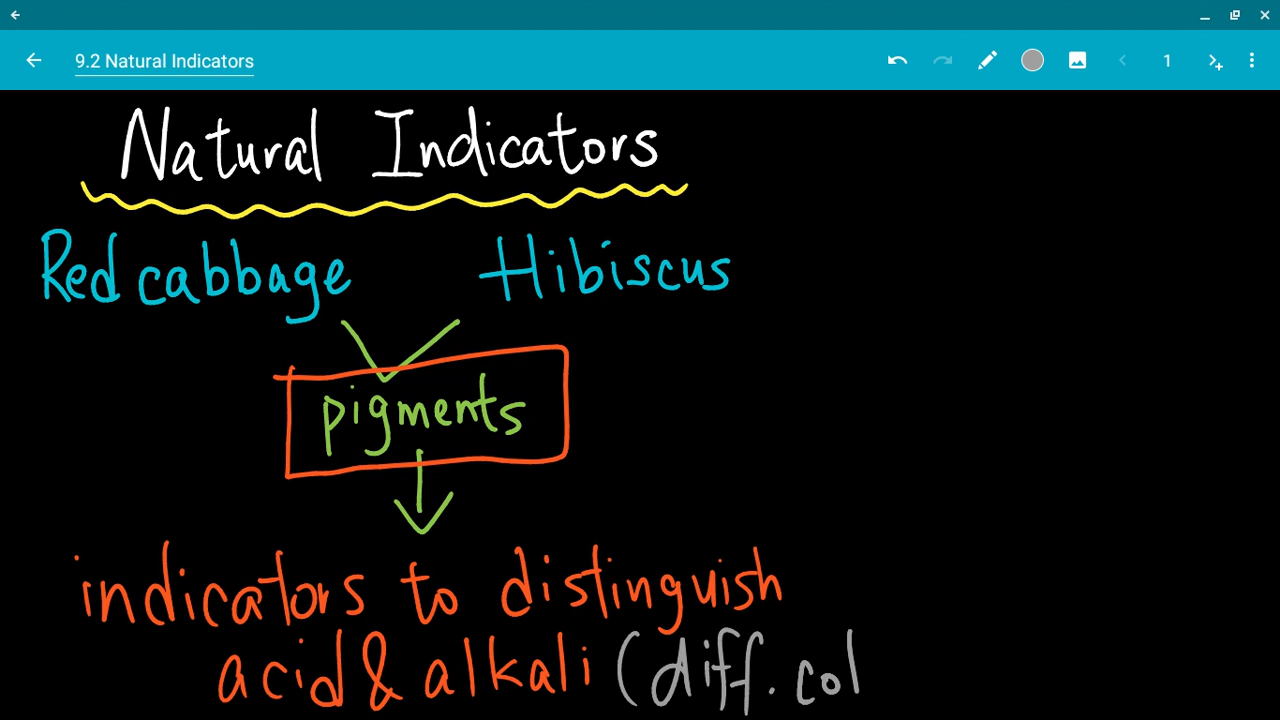 9.2 Natural Indicators
1
Natural Indicators
Red cabbage Hibiscus
pigments
indicators to distinguish
acid & alkali (diff. col